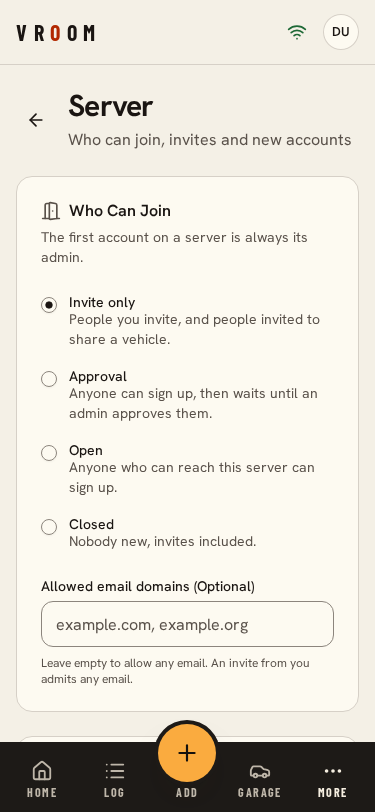 VROOM
DU
Server
Who can join, invites and new accounts
Who Can Join
The first account on a server is always its
admin.
Invite only
People you invite, and people invited to
share a vehicle.
Approval
Anyone can sign up, then waits until an
admin approves them.
Open
Anyone who can reach this server can
sign up.
Closed
Nobody new, invites included.
Allowed email domains (Optional)
example.com, example.org
Leave empty to allow any email. An invite from you
admits any email.
HOME
LOG
ADD
GARAGE
MORE